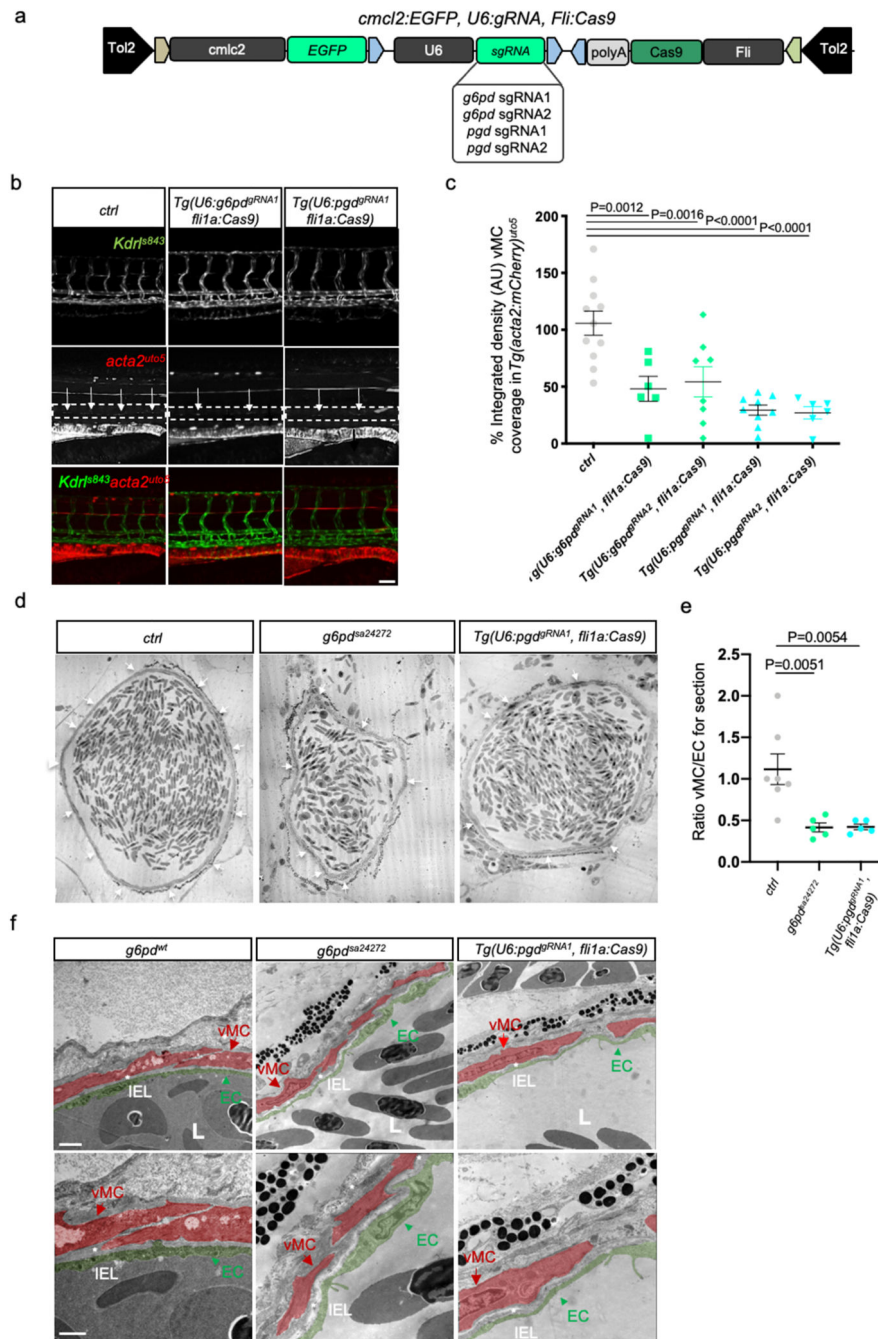 a
cmcl2:EGFP, U6:gRNA, Fli:Cas9
Tol2
cmlc2
EGFP
U6
sgRNA
polyA
Cas9
Fli
Tol2
g6pd sgRNA1
g6pd sgRNA2
pgd sgRNA1
pgd sgRNA2
b
ctrl
Tg(U6:g6pdgRNA1
fli1a:Cas9)
Tg(U6:pgdgRNA1
fli1a:Cas9)
Kdrls843
acta2uto5
Kdrls843acta2uto5
c
P=0.0012
P=0.0016
P<0.0001
P<0.0001
% Integrated density (AU) vMC
coverage in Tg(acta2:mCherry)uto5
200
150
100
50
0
ctrl
Tg(U6:g6pdgRNA1, fli1a:Cas9)
Tg(U6:g6pdgRNA2, fli1a:Cas9)
Tg(U6:pgdgRNA1, fli1a:Cas9)
Tg(U6:pgdgRNA2, fli1a:Cas9)
d
ctrl
g6pdsa24272
Tg(U6:pgdgRNA1, fli1a:Cas9)
e
P=0.0054
P=0.0051
Ratio vMC/EC for section
2.5
2.0
1.5
1.0
0.5
0.0
ctrl
g6pdsa24272
Tg(U6:pgdgRNA1,
fli1a:Cas9)
f
g6pdwt
g6pdsa24272
Tg(U6:pgdgRNA1, fli1a:Cas9)
vMC
IEL
EC
L
vMC
IEL
EC
L
vMC
IEL
EC
L
vMC
IEL
EC
vMC
IEL
EC
vMC
IEL
EC